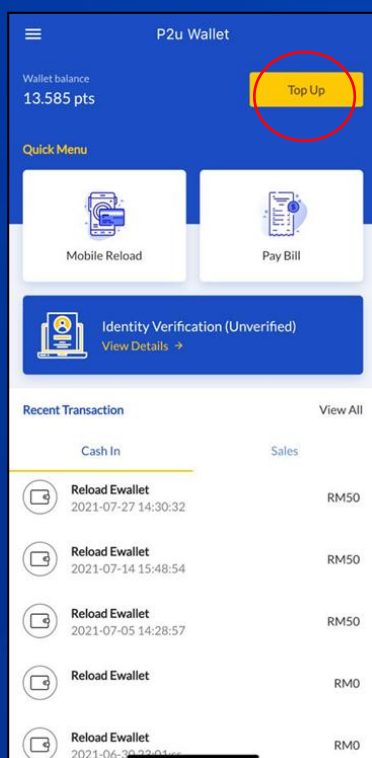 P2u Wallet
Wallet balance
13.585 pts
Top Up
Quick Menu
Mobile Reload
Pay Bill
Identity Verification (Unverified)
View Details →
Recent Transaction
View All
Cash In
Sales
Reload Ewallet
RM50
2021-07-27 14:30:32
Reload Ewallet
RM50
2021-07-14 15:48:54
Reload Ewallet
RM50
2021-07-05 14:28:57
Reload Ewallet
RM0
Reload Ewallet
RM0